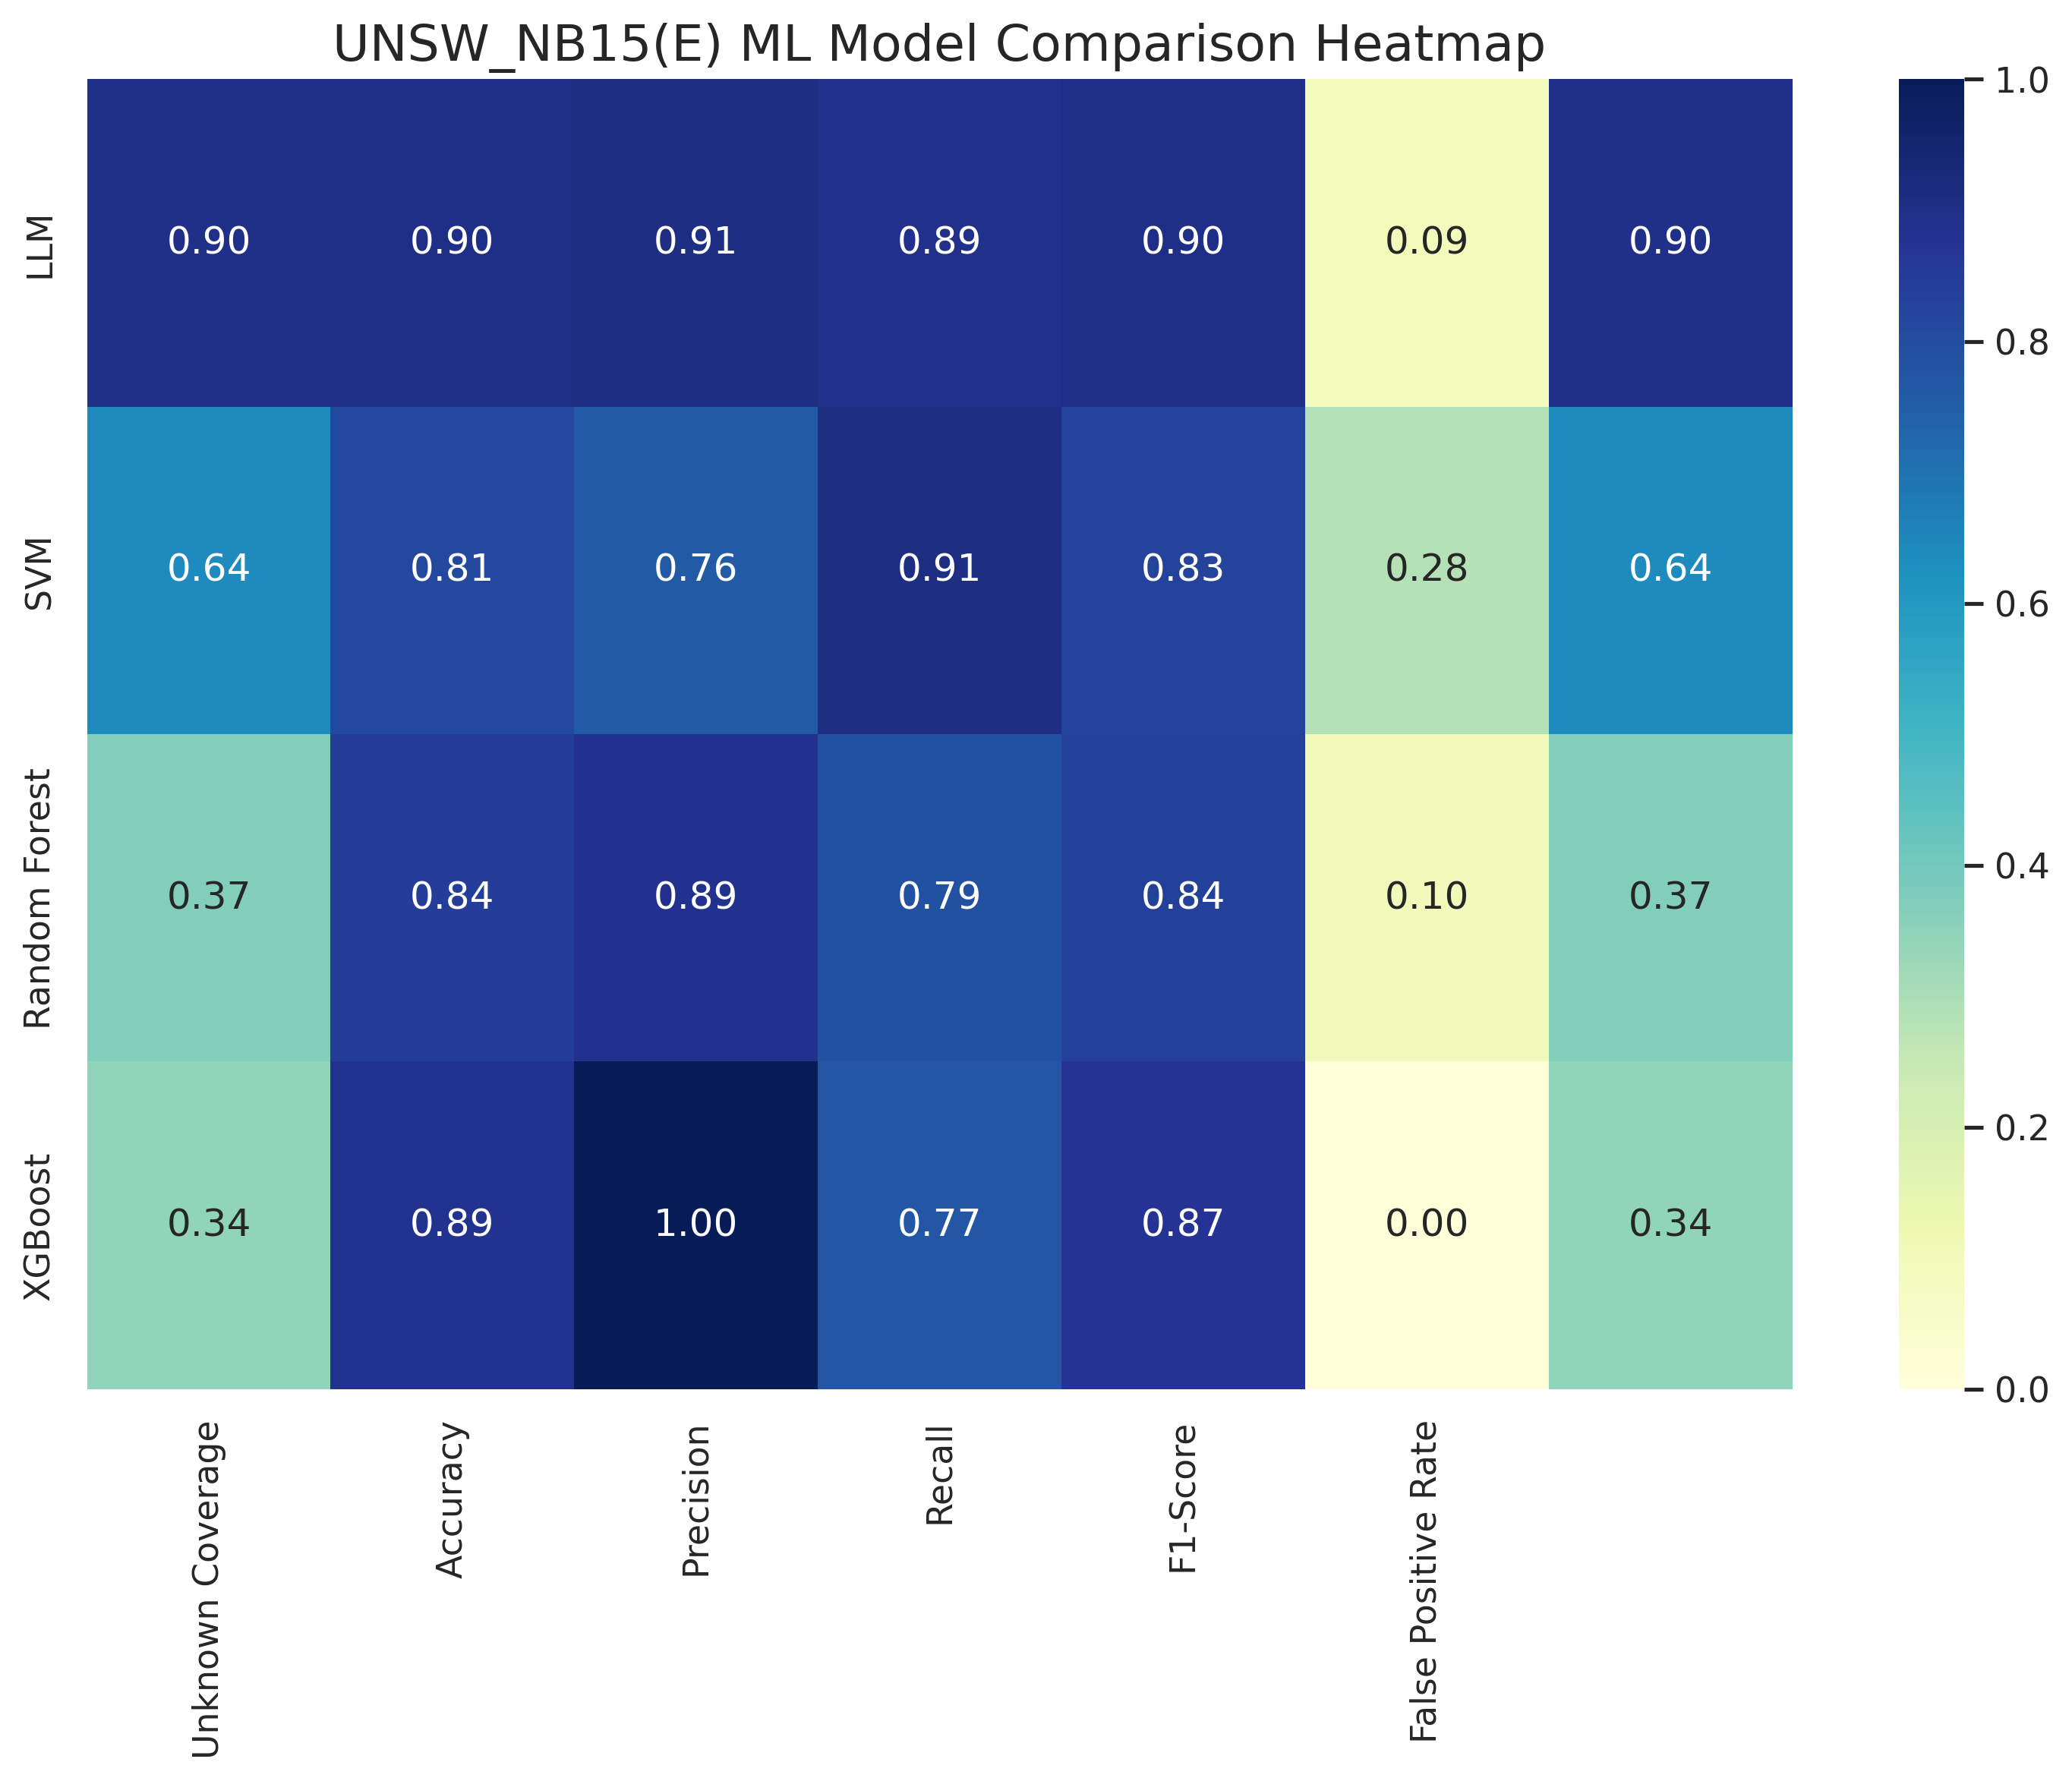 UNSW_NB15(E) ML Model Comparison Heatmap
LLM
0.90 0.90 0.91 0.89 0.90 0.09 0.90
SVM
0.64 0.81 0.76 0.91 0.83 0.28 0.64
Random Forest
0.37 0.84 0.89 0.79 0.84 0.10 0.37
XGBoost
0.34 0.89 1.00 0.77 0.87 0.00 0.34
Unknown Coverage
Accuracy
Precision
Recall
F1-Score
False Positive Rate
1.0
0.8
0.6
0.4
0.2
0.0